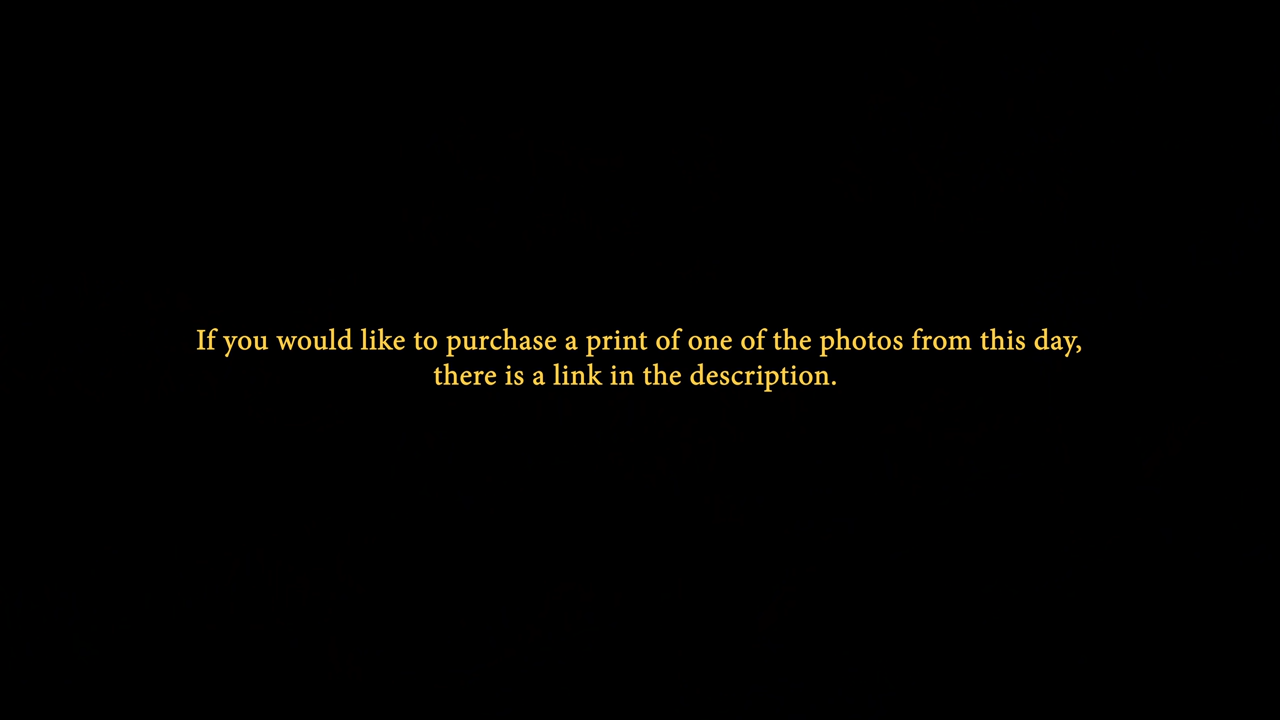 If you would like to purchase a print of one of the photos from this day,
there is a link in the description.